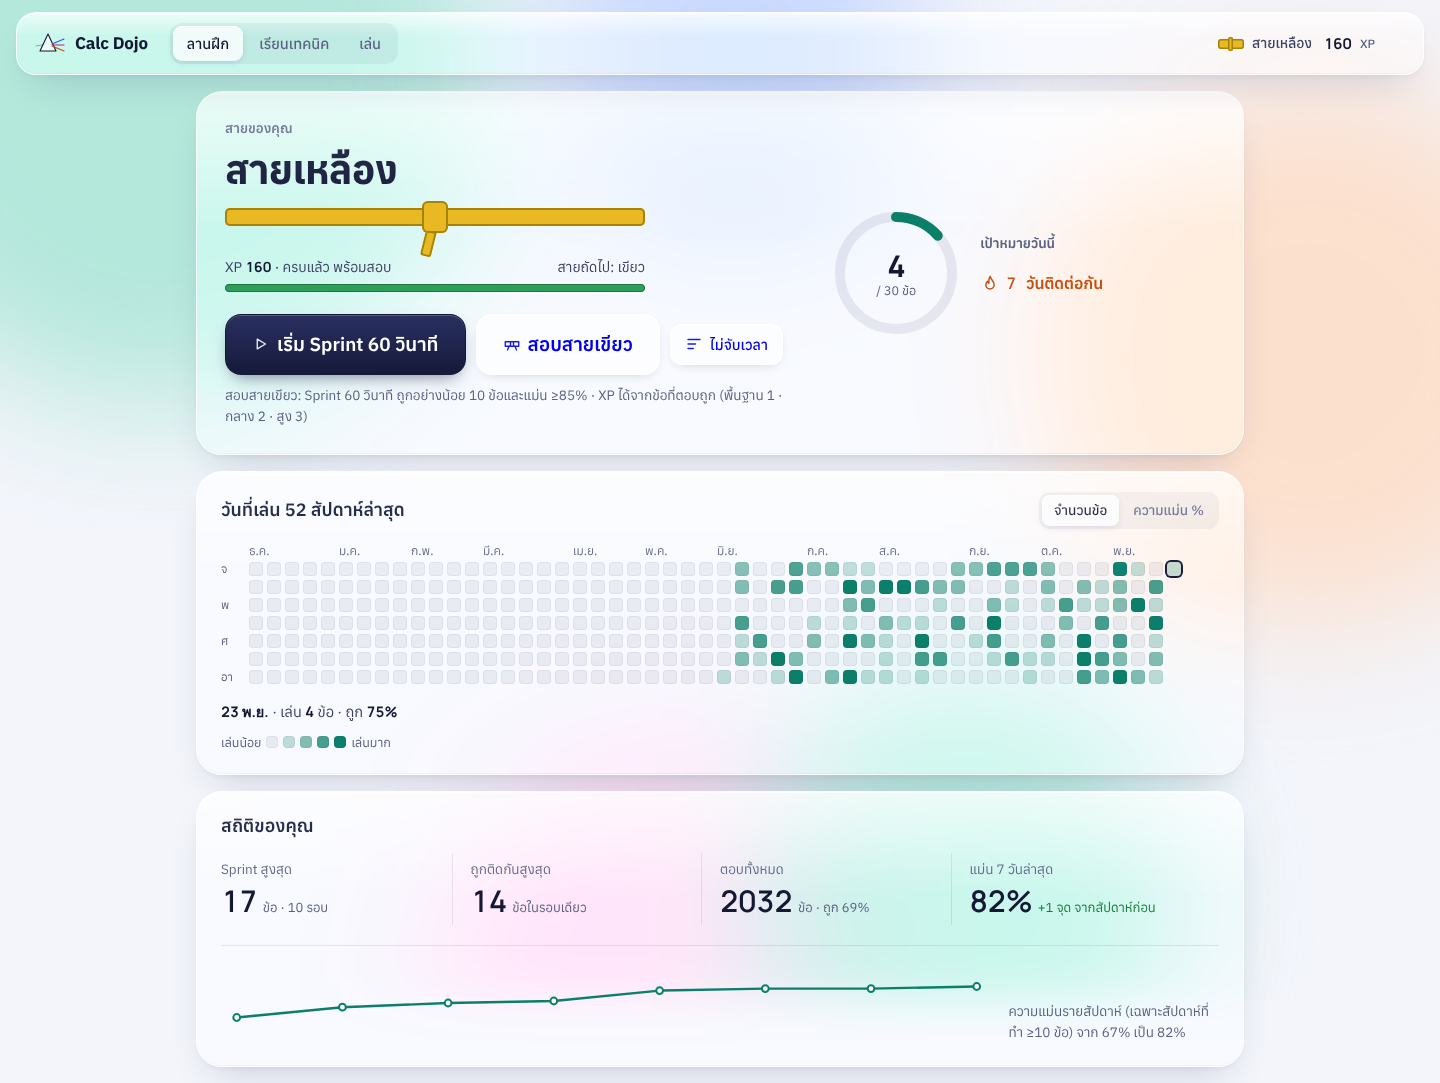 Calc Dojo
ลานฝึก
เรียนเทคนิค
เล่น
สายเหลือง 160 XP
สายของคุณ
สายเหลือง
XP 160 · ครบแล้ว พร้อมสอบ
สายถัดไป: เขียว
เริ่ม Sprint 60 วินาที
สอบสายเขียว
ไม่จับเวลา
สอบสายเขียว: Sprint 60 วินาที ถูกอย่างน้อย 10 ข้อและแม่น ≥85% · XP ได้จากข้อที่ตอบถูก (พื้นฐาน 1 ·
กลาง 2 · สูง 3)
4
/ 30 ข้อ
เป้าหมายวันนี้
7 วันติดต่อกัน
วันที่เล่น 52 สัปดาห์ล่าสุด
จำนวนข้อ
ความแม่น %
ธ.ค. ม.ค. ก.พ. มี.ค. เม.ย. พ.ค. มิ.ย. ก.ค. ส.ค. ก.ย. ต.ค. พ.ย.
จ
พ
ศ
อา
23 พ.ย. · เล่น 4 ข้อ · ถูก 75%
เล่นน้อย
เล่นมาก
สถิติของคุณ
Sprint สูงสุด
17 ข้อ · 10 รอบ
ถูกติดกันสูงสุด
14 ข้อในรอบเดียว
ตอบทั้งหมด
2032 ข้อ · ถูก 69%
แม่น 7 วันล่าสุด
82% +1 จุด จากสัปดาห์ก่อน
ความแม่นรายสัปดาห์ (เฉพาะสัปดาห์ที่
ทำ ≥10 ข้อ) จาก 67% เป็น 82%